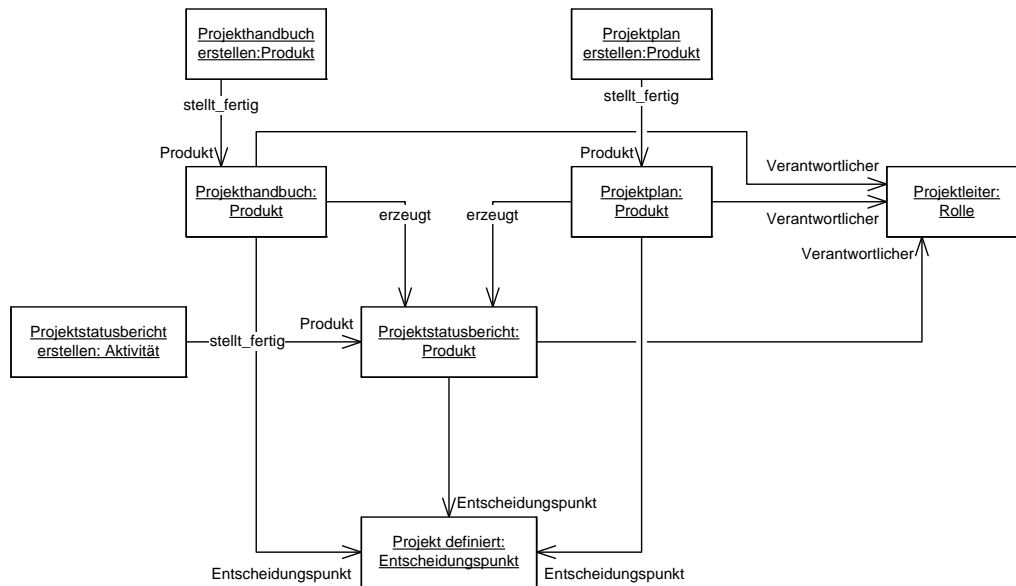 Projekthandbuch
erstellen:Produkt
Projektplan
erstellen:Produkt
stellt_fertig
stellt_fertig
Produkt
Produkt
Verantwortlicher
Projekthandbuch:
Produkt
Projektplan:
Produkt
Projektleiter:
Rolle
erzeugt
erzeugt
Verantwortlicher
Verantwortlicher
Projektstatusbericht
erstellen: Aktivität
stellt_fertig
Produkt
Projektstatusbericht:
Produkt
Entscheidungspunkt
Projekt definiert:
Entscheidungspunkt
Entscheidungspunkt
Entscheidungspunkt